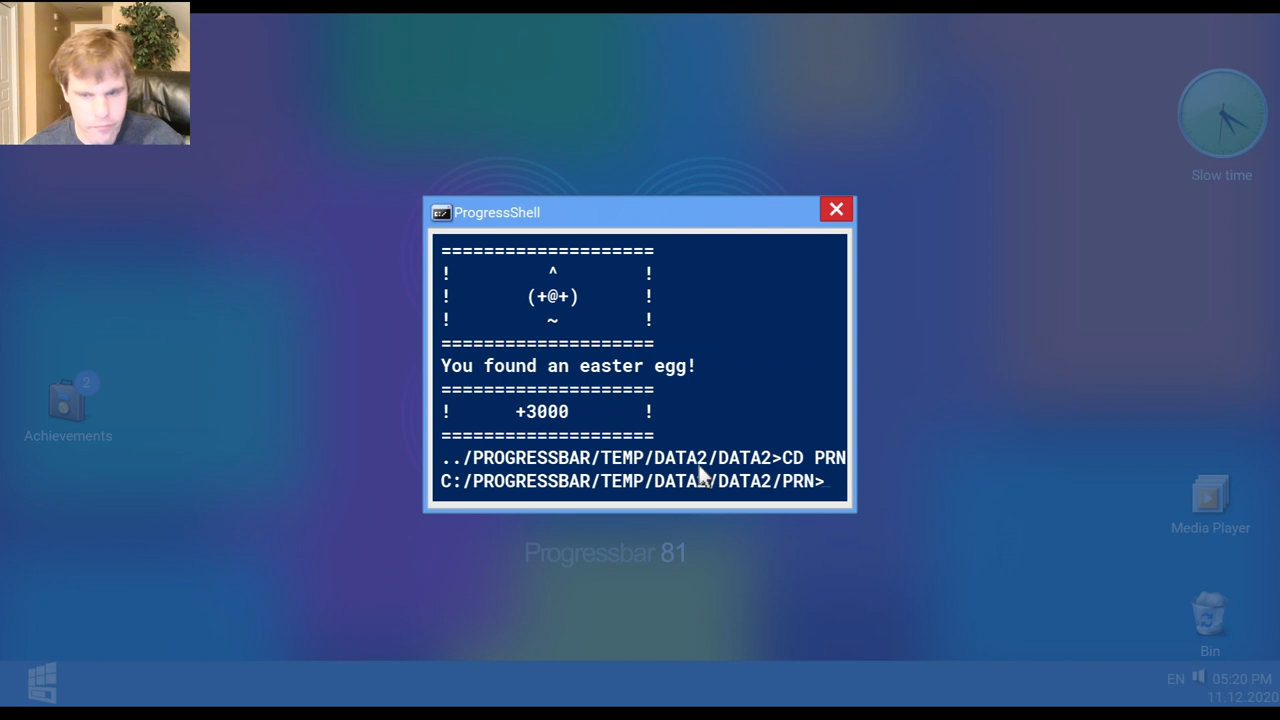 Slow time
ProgressShell
====================
!         ^        !
!       (+@+)      !
!         ~        !
====================
You found an easter egg!
====================
!      +3000       !
====================
../PROGRESSBAR/TEMP/DATA2/DATA2>CD PRN
C:/PROGRESSBAR/TEMP/DATA2/DATA2/PRN>_
2
Achievements
Media Player
Progressbar 81
Bin
EN 05:20 PM
11.12.2020